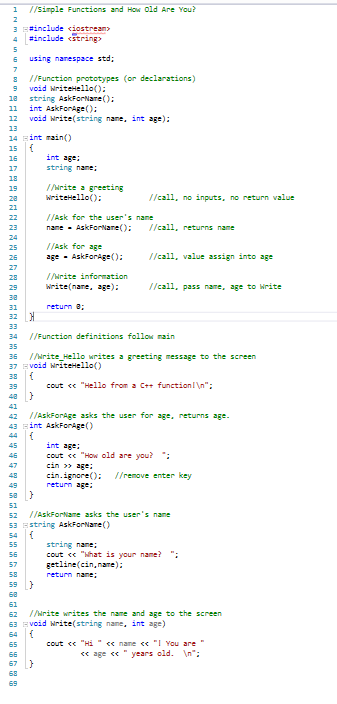 1 //Simple Functions and How Old Are You?
2
3 #include <iostream>
4 #include <string>
5
6 using namespace std;
7
8 //Function prototypes (or declarations)
9 void WriteHello();
10 string AskForName();
11 int AskForAge();
12 void Write(string name, int age);
13
14 int main()
15 {
16 int age;
17 string name;
18
19 //Write a greeting
20 WriteHello(); //call, no inputs, no return value
21
22 //Ask for the user's name
23 name = AskForName(); //call, returns name
24
25 //Ask for age
26 age = AskForAge(); //call, value assign into age
27
28 //Write information
29 Write(name, age); //call, pass name, age to Write
30
31 return 0;
32 }
33
34 //Function definitions follow main
35
36 //Write_Hello writes a greeting message to the screen
37 void WriteHello()
38 {
39 cout << "Hello from a C++ function!\n";
40 }
41
42 //AskForAge asks the user for age, returns age.
43 int AskForAge()
44 {
45 int age;
46 cout << "How old are you? ";
47 cin >> age;
48 cin.ignore(); //remove enter key
49 return age;
50 }
51
52 //AskForName asks the user's name
53 string AskForName()
54 {
55 string name;
56 cout << "What is your name? ";
57 getline(cin,name);
58 return name;
59 }
60
61
62 //Write writes the name and age to the screen
63 void Write(string name, int age)
64 {
65 cout << "Hi " << name << "! You are "
66 << age << " years old. \n";
67 }
68
69